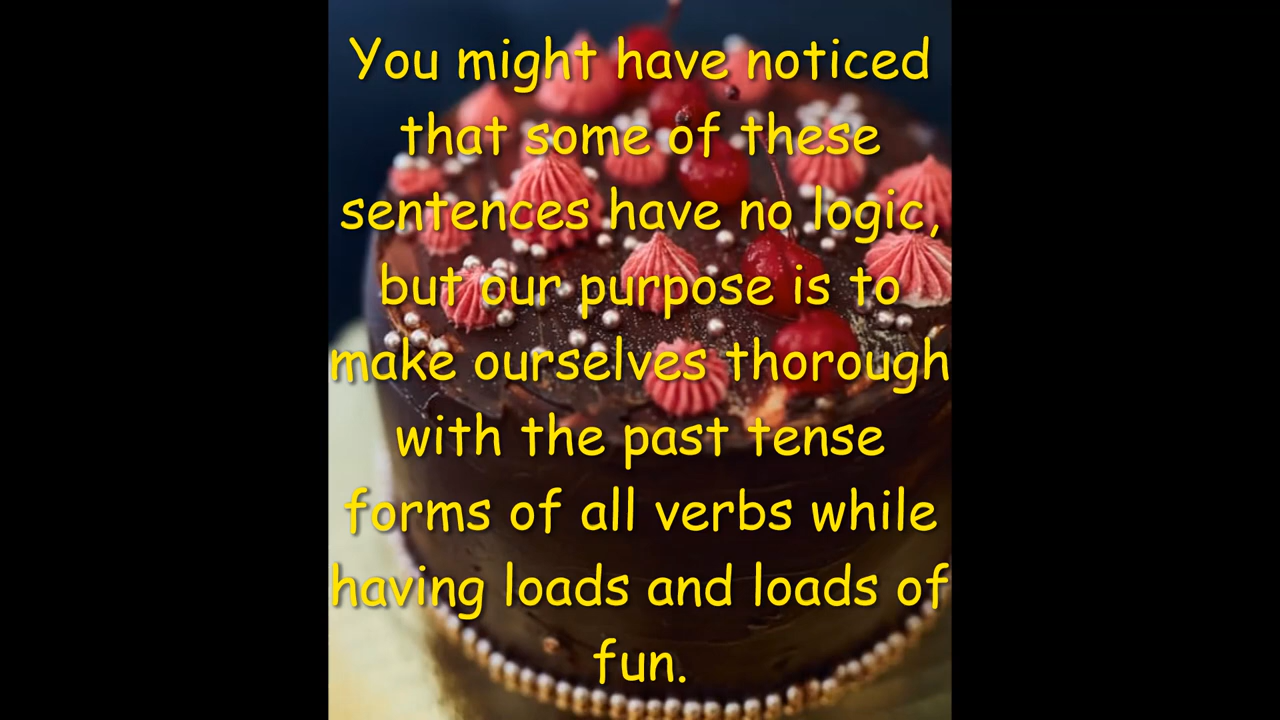 You might have noticed
that some of these
sentences have no logic,
but our purpose is to
make ourselves thorough
with the past tense
forms of all verbs while
having loads and loads of
fun.